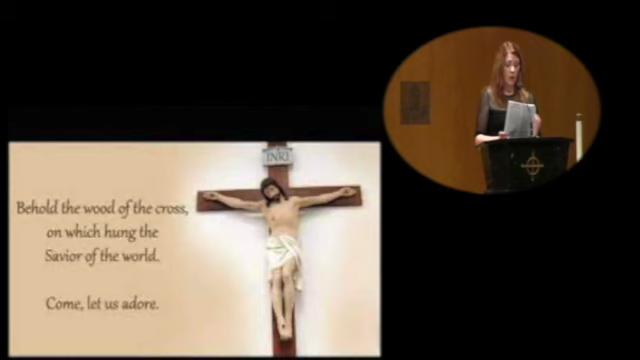 INRI
Behold the wood of the cross,
on which hung the
Savior of the world.
Come, let us adore.